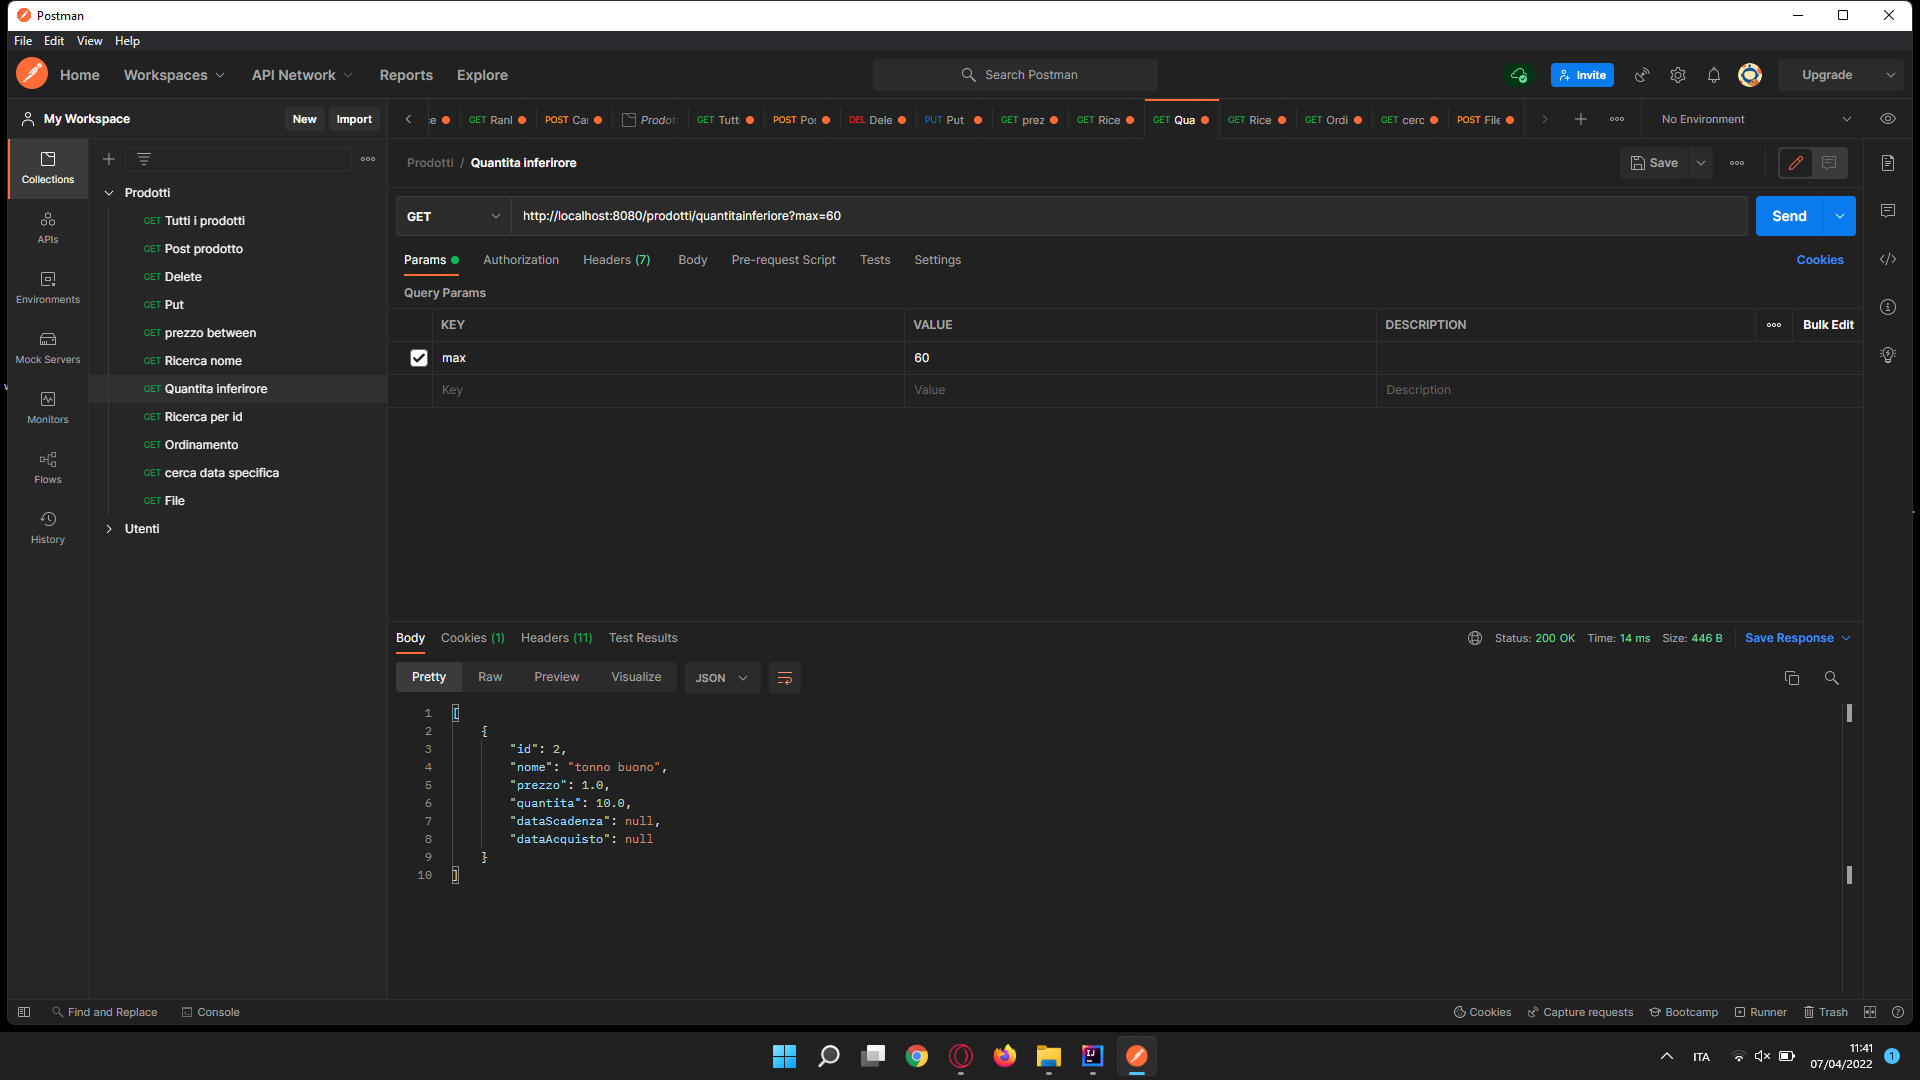 Postman
File Edit View Help
Home Workspaces API Network Reports Explore
Search Postman
Invite
Upgrade
My Workspace
New Import
GET Ranl
POST Car
Prodott
GET Tutti
POST Pos
DEL Dele
PUT Put
GET prez
GET Rice
GET Qua
GET Rice
GET Ordi
GET cerc
POST File
No Environment
Collections
APIs
Environments
Mock Servers
Monitors
Flows
History
Prodotti
GET Tutti i prodotti
GET Post prodotto
GET Delete
GET Put
GET prezzo between
GET Ricerca nome
GET Quantita inferirore
GET Ricerca per id
GET Ordinamento
GET cerca data specifica
GET File
Utenti
Prodotti / Quantita inferirore
Save
GET http://localhost:8080/prodotti/quantitainferiore?max=60
Send
Params Authorization Headers (7) Body Pre-request Script Tests Settings
Cookies
Query Params
KEY VALUE DESCRIPTION
Bulk Edit
max 60
Key Value Description
Body Cookies (1) Headers (11) Test Results
Status: 200 OK Time: 14 ms Size: 446 B Save Response
Pretty Raw Preview Visualize JSON
1 [
2 {
3 "id": 2,
4 "nome": "tonno buono",
5 "prezzo": 1.0,
6 "quantita": 10.0,
7 "dataScadenza": null,
8 "dataAcquisto": null
9 }
10 ]
Find and Replace Console
Cookies Capture requests Bootcamp Runner Trash
ITA
11:41
07/04/2022
1